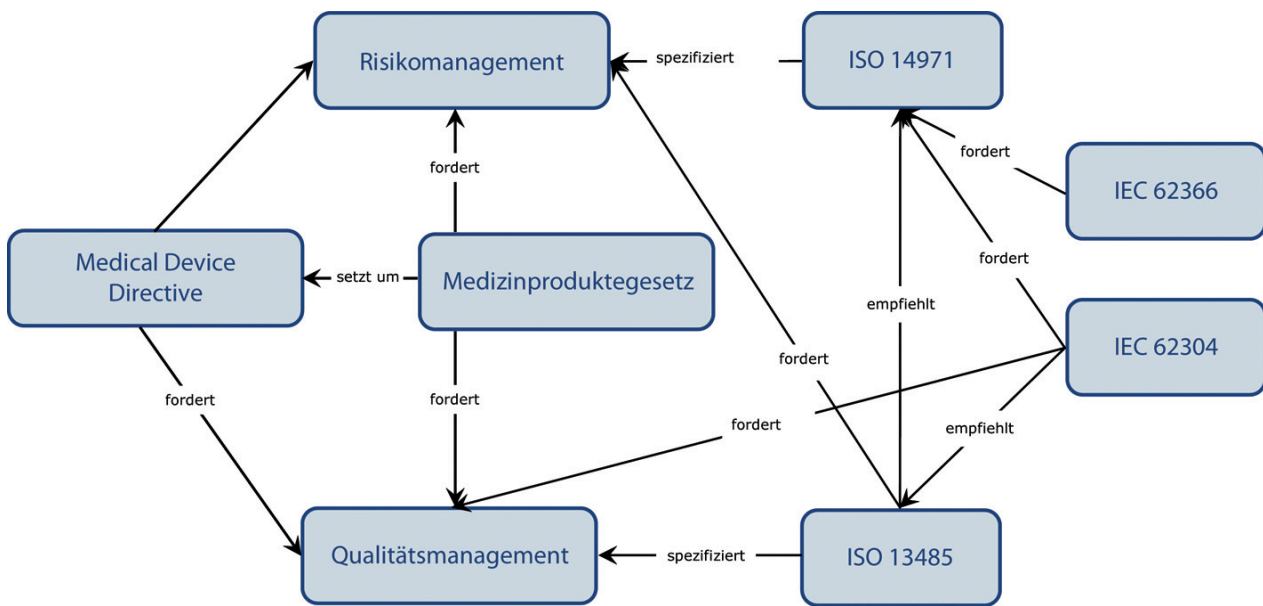 Risikomanagement
spezifiziert
ISO 14971
fordert
fordert
IEC 62366
Medical Device
Directive
setzt um
Medizinproduktegesetz
fordert
empfiehlt
IEC 62304
fordert
fordert
fordert
fordert
empfiehlt
Qualitätsmanagement
spezifiziert
ISO 13485